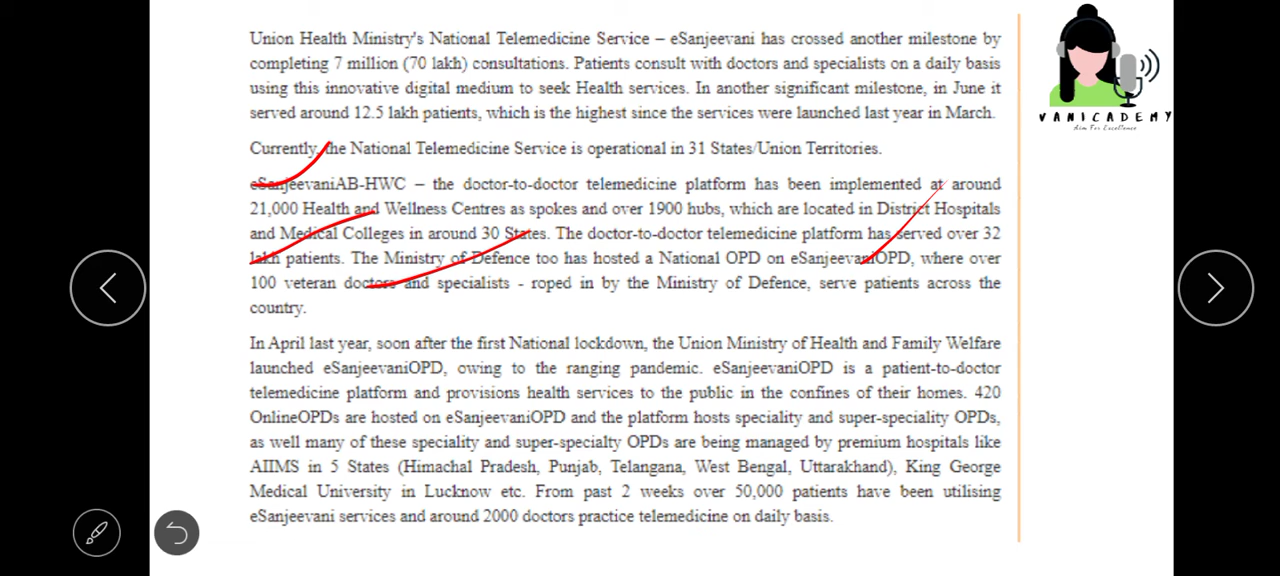 Union Health Ministry's National Telemedicine Service – eSanjeevani has crossed another milestone by
completing 7 million (70 lakh) consultations. Patients consult with doctors and specialists on a daily basis
using this innovative digital medium to seek Health services. In another significant milestone, in June it
served around 12.5 lakh patients, which is the highest since the services were launched last year in March.
VANICADEMY
Aim For Excellence
Currently, the National Telemedicine Service is operational in 31 States/Union Territories.
eSanjeevaniAB-HWC – the doctor-to-doctor telemedicine platform has been implemented at around
21,000 Health and Wellness Centres as spokes and over 1900 hubs, which are located in District Hospitals
and Medical Colleges in around 30 States. The doctor-to-doctor telemedicine platform has served over 32
lakh patients. The Ministry of Defence too has hosted a National OPD on eSanjeevaniOPD, where over
100 veteran doctors and specialists - roped in by the Ministry of Defence, serve patients across the
country.
In April last year, soon after the first National lockdown, the Union Ministry of Health and Family Welfare
launched eSanjeevaniOPD, owing to the ranging pandemic. eSanjeevaniOPD is a patient-to-doctor
telemedicine platform and provisions health services to the public in the confines of their homes. 420
OnlineOPDs are hosted on eSanjeevaniOPD and the platform hosts speciality and super-speciality OPDs,
as well many of these speciality and super-specialty OPDs are being managed by premium hospitals like
AIIMS in 5 States (Himachal Pradesh, Punjab, Telangana, West Bengal, Uttarakhand), King George
Medical University in Lucknow etc. From past 2 weeks over 50,000 patients have been utilising
eSanjeevani services and around 2000 doctors practice telemedicine on daily basis.